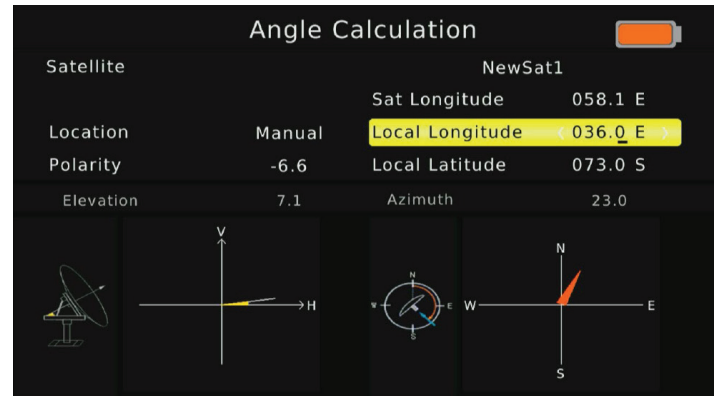 Angle Calculation
Satellite NewSat1
Sat Longitude 058.1 E
Location Manual Local Longitude < 036.0 E >
Polarity -6.6 Local Latitude 073.0 S
Elevation 7.1 Azimuth 23.0
V
H
N
W E
S
N
W E
S